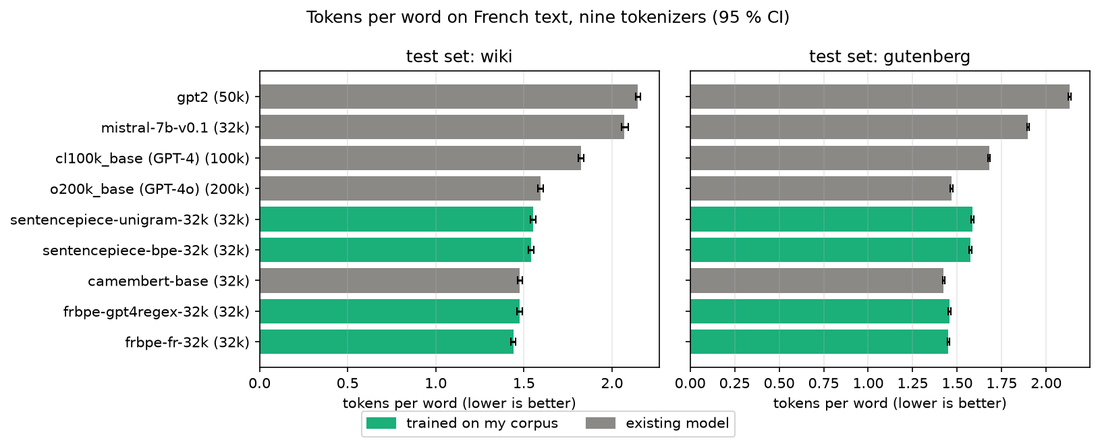 Tokens per word on French text, nine tokenizers (95 % CI)
test set: wiki
test set: gutenberg
gpt2 (50k)
mistral-7b-v0.1 (32k)
cl100k_base (GPT-4) (100k)
o200k_base (GPT-4o) (200k)
sentencepiece-unigram-32k (32k)
sentencepiece-bpe-32k (32k)
camembert-base (32k)
frbpe-gpt4regex-32k (32k)
frbpe-fr-32k (32k)
0.0 0.5 1.0 1.5 2.0
0.00 0.25 0.50 0.75 1.00 1.25 1.50 1.75 2.00
tokens per word (lower is better)
tokens per word (lower is better)
trained on my corpus
existing model